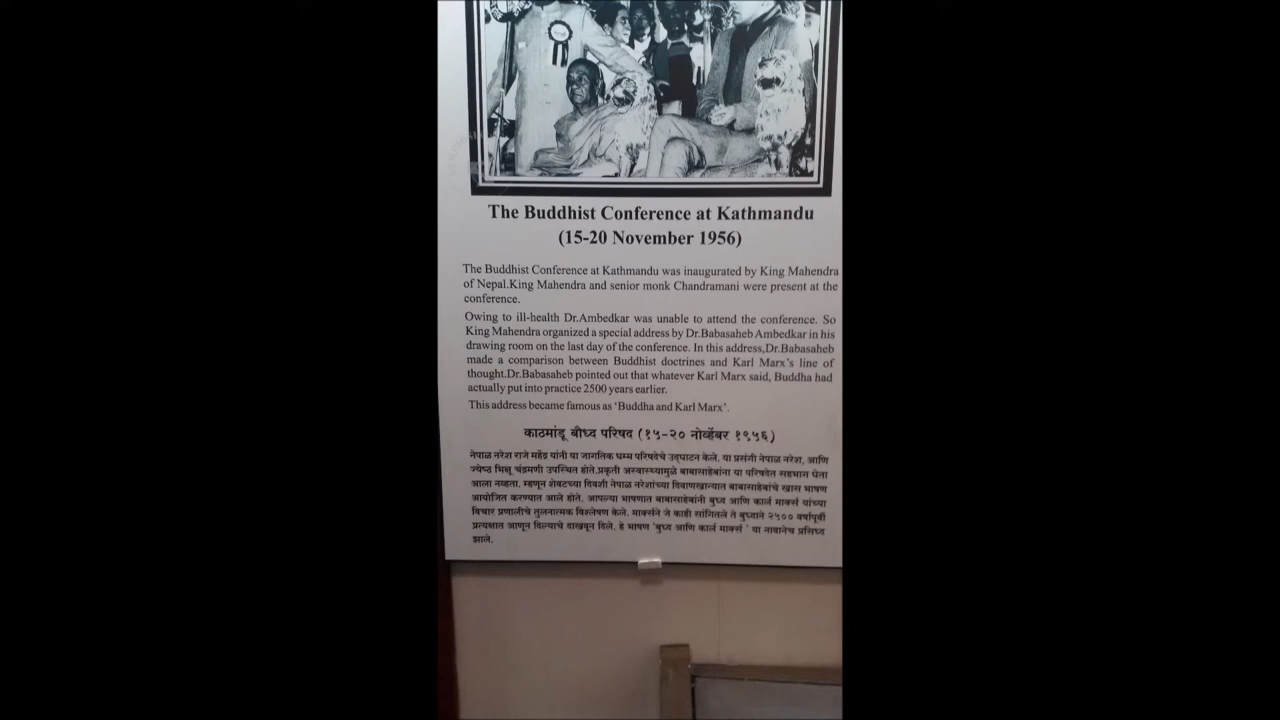 The Buddhist Conference at Kathmandu
(15-20 November 1956)
The Buddhist Conference at Kathmandu was inaugurated by King Mahendra
of Nepal.King Mahendra and senior monk Chandramani were present at the
conference.
Owing to ill-health Dr.Ambedkar was unable to attend the conference. So
King Mahendra organized a special address by Dr.Babasaheb Ambedkar in his
drawing room on the last day of the conference. In this address,Dr.Babasaheb
made a comparison between Buddhist doctrines and Karl Marx's line of
thought.Dr.Babasaheb pointed out that whatever Karl Marx said, Buddha had
actually put into practice 2500 years earlier.
This address became famous as 'Buddha and Karl Marx'.
काठमांडू बौध्द परिषद (१५-२० नोव्हेंबर १९५६)
नेपाळ नरेश राजे महेंद्र यांनी या जागतिक धम्म परिषदेचे उद्घाटन केले. या प्रसंगी नेपाळ नरेश, आणि
ज्येष्ठ भिक्षू चंद्रमणी उपस्थित होते.प्रकृती अस्वास्थ्यामुळे बाबासाहेबांना या परिषदेत सहभाग घेता
आला नव्हता. म्हणून शेवटच्या दिवशी नेपाळ नरेशांच्या दिवाणखान्यात बाबासाहेबांचे खास भाषण
आयोजित करण्यात आले होते. आपल्या भाषणात बाबासाहेबांनी बुध्द आणि कार्ल मार्क्स यांच्या
विचार प्रणालीचे तुलनात्मक विश्लेषण केले. मार्क्सने जे काही सांगितले ते बुध्दाने २५०० वर्षांपूर्वी
प्रत्यक्षात आणून दिल्याचे दाखवून दिले. हे भाषण 'बुध्द आणि कार्ल मार्क्स ' या नावानेच प्रसिध्द
झाले.